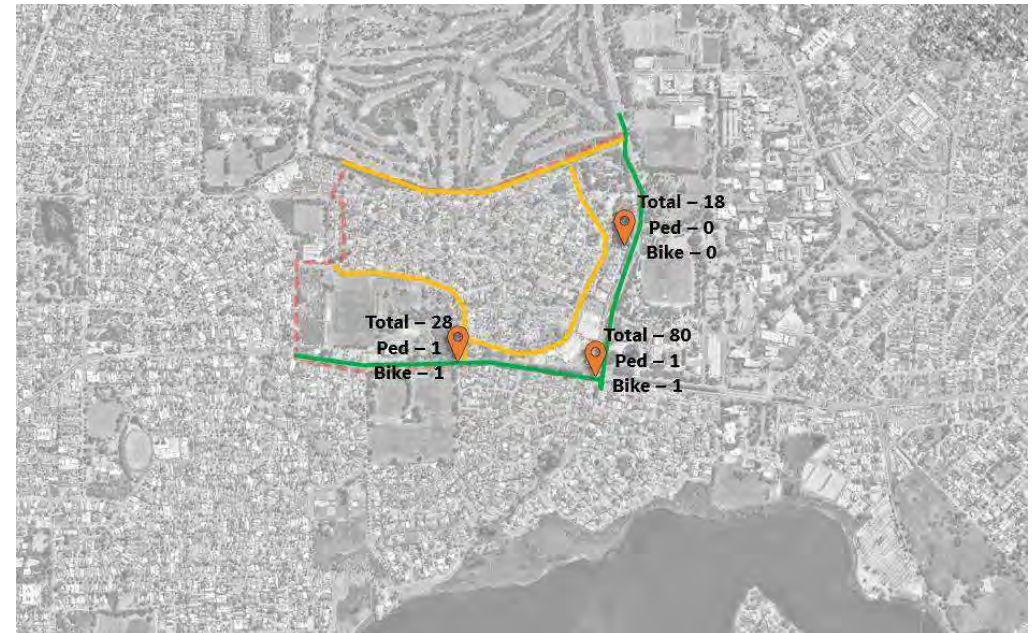 Total – 18
Ped – 0
Bike – 0
Total – 28
Ped – 1
Bike – 1
Total – 80
Ped – 1
Bike – 1